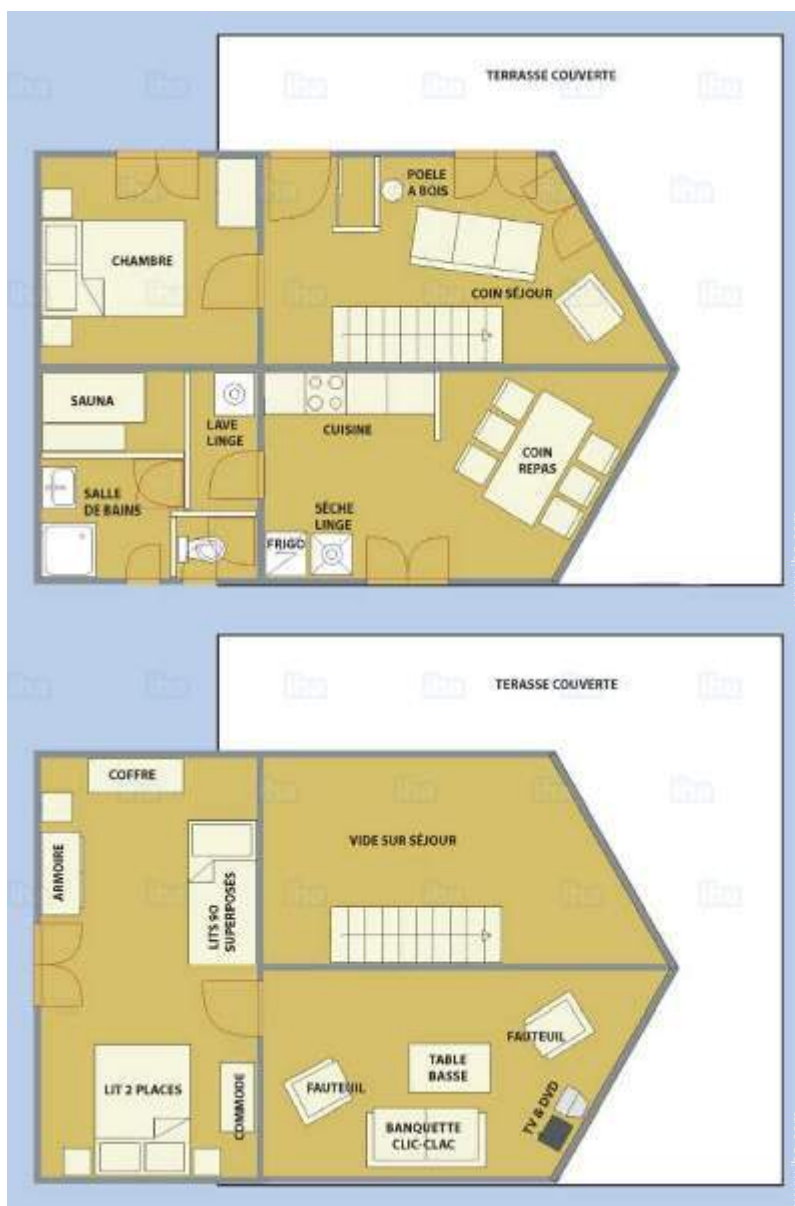 TERRASSE COUVERTE
POELE
A BOIS
CHAMBRE
COIN SÉJOUR
SAUNA
LAVE
LINGE
CUISINE
COIN
REPAS
SALLE
DE BAINS
SÈCHE
LINGE
FRIGO
TERASSE COUVERTE
COFFRE
ARMOIRE
VIDE SUR SÉJOUR
LITS 90
SUPERPOSÉS
FAUTEUIL
TABLE
BASSE
LIT 2 PLACES
COMMODE
FAUTEUIL
TV & DVD
BANQUETTE
CLIC-CLAC
iha